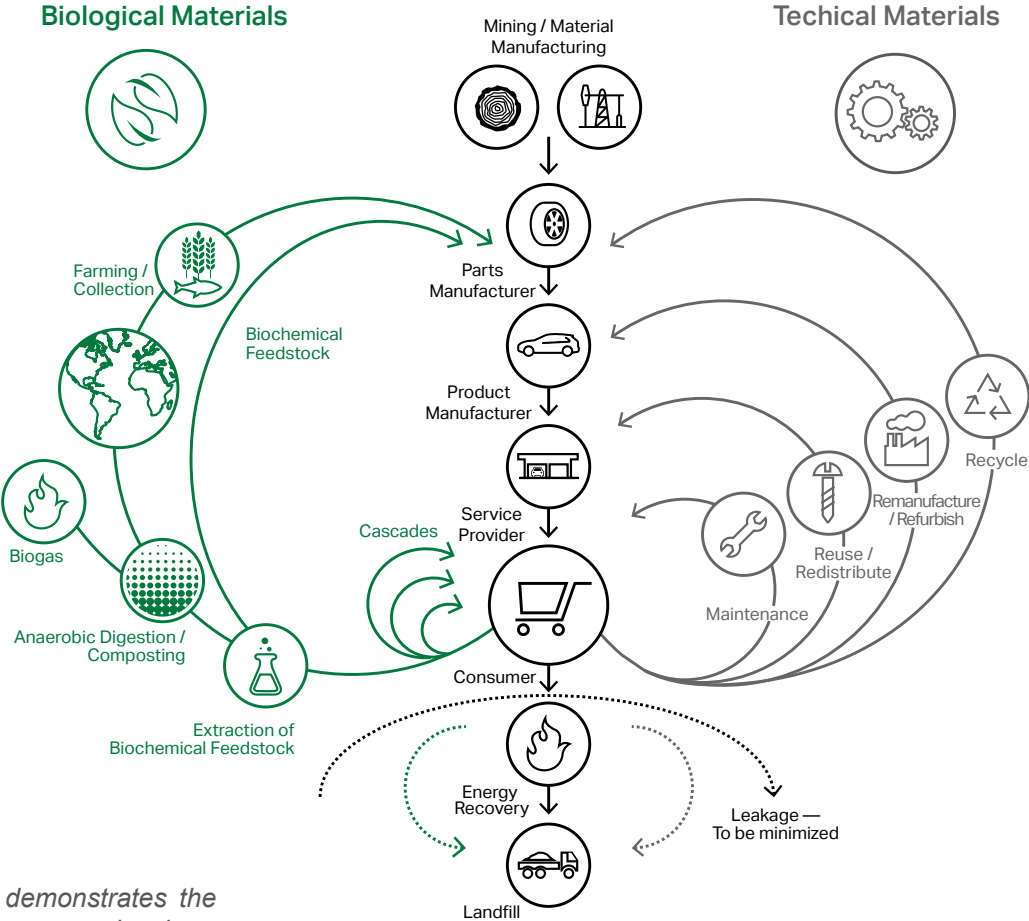 Biological Materials
Techical Materials
Mining / Material
Manufacturing
Farming /
Collection
Parts
Manufacturer
Biochemical
Feedstock
Product
Manufacturer
Recycle
Remanufacture
/ Refurbish
Service
Provider
Cascades
Biogas
Reuse /
Redistribute
Maintenance
Anaerobic Digestion /
Composting
Consumer
Extraction of
Biochemical Feedstock
Energy
Recovery
Leakage —
To be minimized
Landfill
demonstrates the